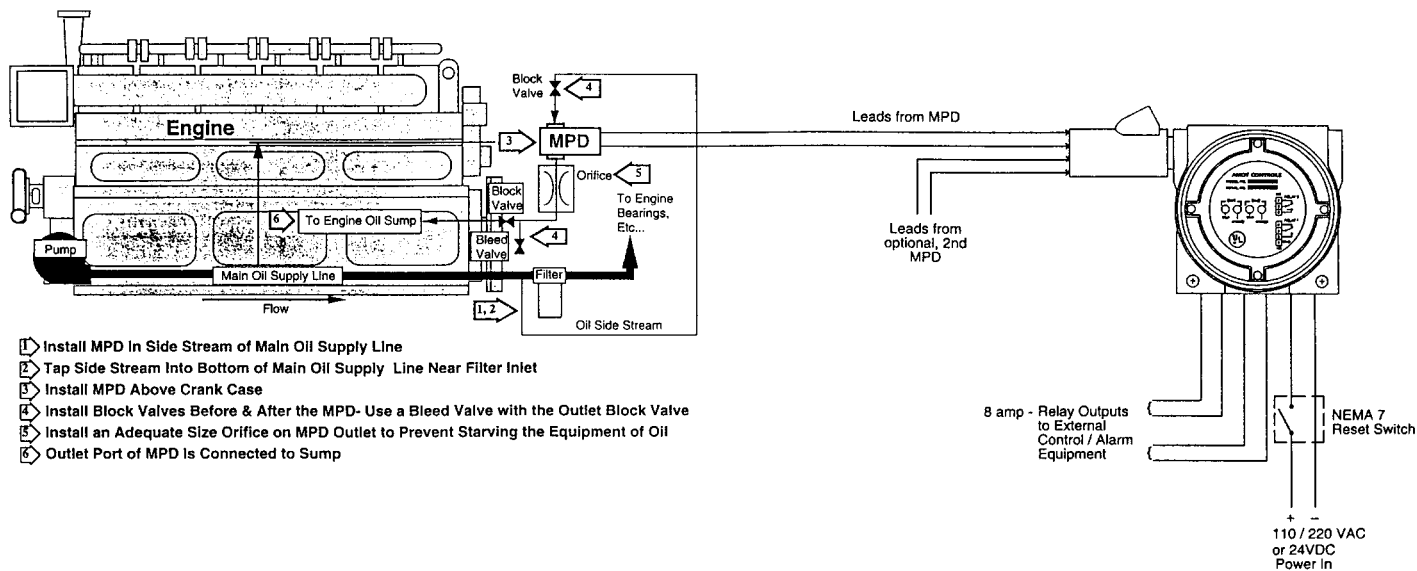 Engine
Block
Valve
4
3
MPD
Leads from MPD
Orifice
5
Block
Valve
To Engine
Bearings,
Etc...
6
To Engine Oil Sump
4
Bleed
Valve
Pump
Main Oil Supply Line
Filter
Flow
1, 2
Oil Side Stream
Leads from
optional, 2nd
MPD
AMOT CONTROLS
UL
1 Install MPD In Side Stream of Main Oil Supply Line
2 Tap Side Stream Into Bottom of Main Oil Supply Line Near Filter Inlet
3 Install MPD Above Crank Case
4 Install Block Valves Before & After the MPD- Use a Bleed Valve with the Outlet Block Valve
5 Install an Adequate Size Orifice on MPD Outlet to Prevent Starving the Equipment of Oil
6 Outlet Port of MPD Is Connected to Sump
8 amp - Relay Outputs
to External
Control / Alarm
Equipment
NEMA 7
Reset Switch
+ –
110 / 220 VAC
or 24VDC
Power In